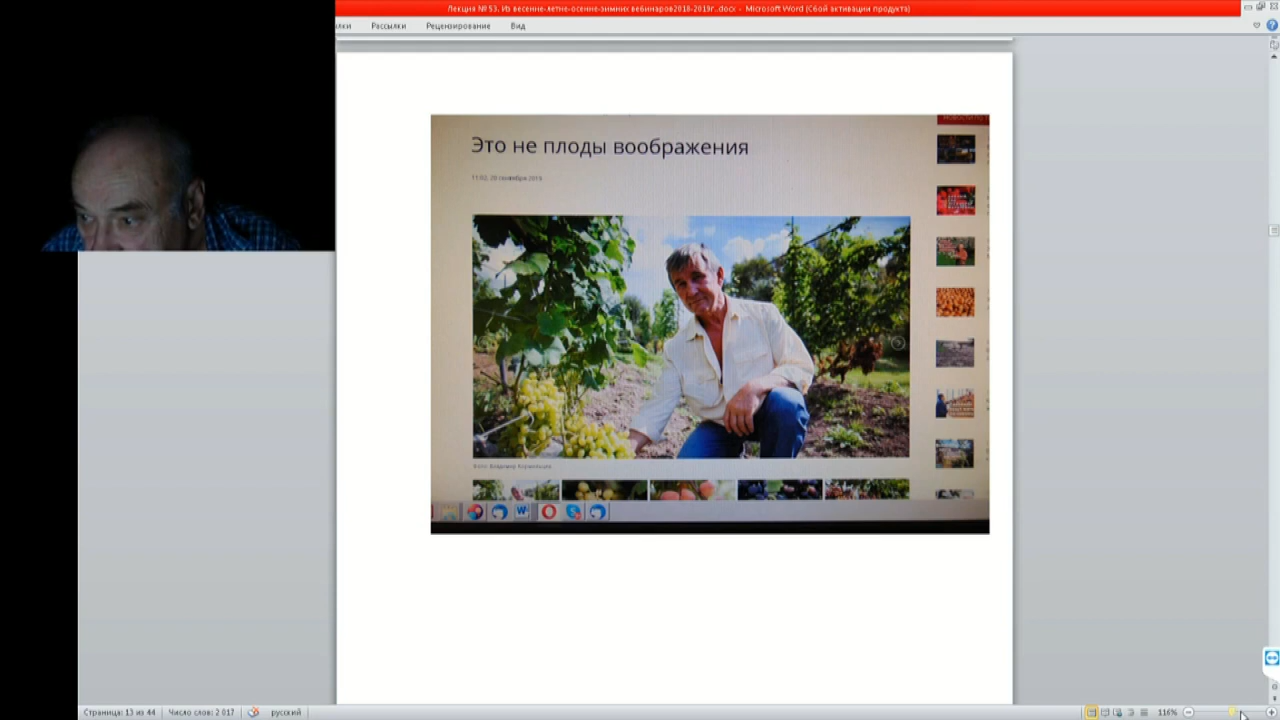 Лекция № 53. Из весенне-летне-осенне-зимних вебинаров2018-2019г..docx - Microsoft Word (Сбой активации продукта)
Рассылки Рецензирование Вид
Это не плоды воображения
Страница: 13 из 44 Число слов: 2 017 русский 116%